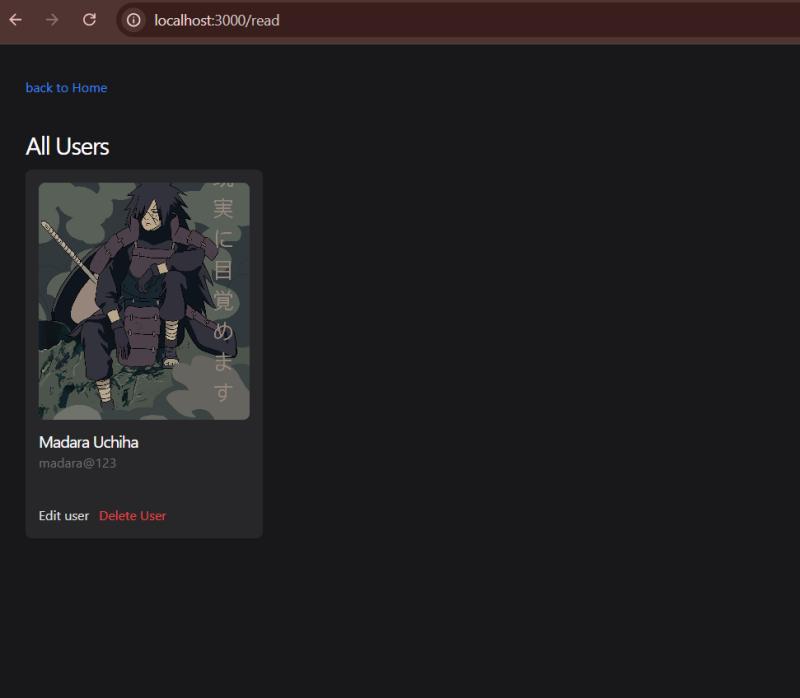 localhost:3000/read
back to Home
All Users
実に目覚めます
Madara Uchiha
madara@123
Edit user Delete User